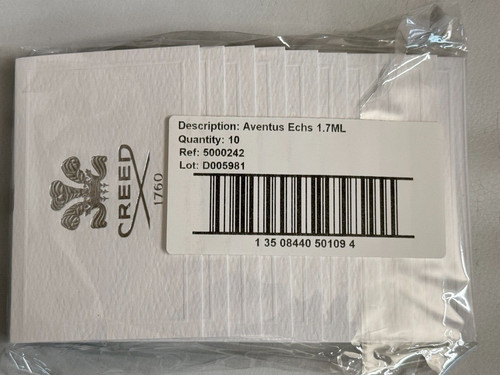 Description: Aventus Echs 1.7ML
Quantity: 10
Ref: 5000242
Lot: D005981
1 35 08440 50109 4
CREED
1760